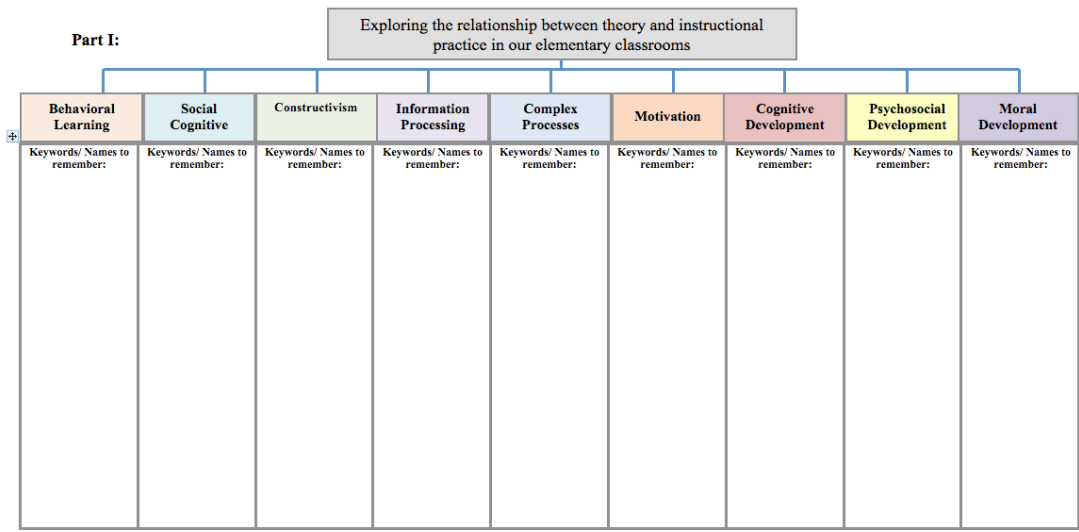 Part I:
Exploring the relationship between theory and instructional
practice in our elementary classrooms
Behavioral
Learning
Social
Cognitive
Constructivism
Information
Processing
Complex
Processes
Motivation
Cognitive
Development
Psychosocial
Development
Moral
Development
Keywords/ Names to
remember:
Keywords/ Names to
remember:
Keywords/ Names to
remember:
Keywords/ Names to
remember:
Keywords/ Names to
remember:
Keywords/ Names to
remember:
Keywords/ Names to
remember:
Keywords/ Names to
remember:
Keywords/ Names to
remember: